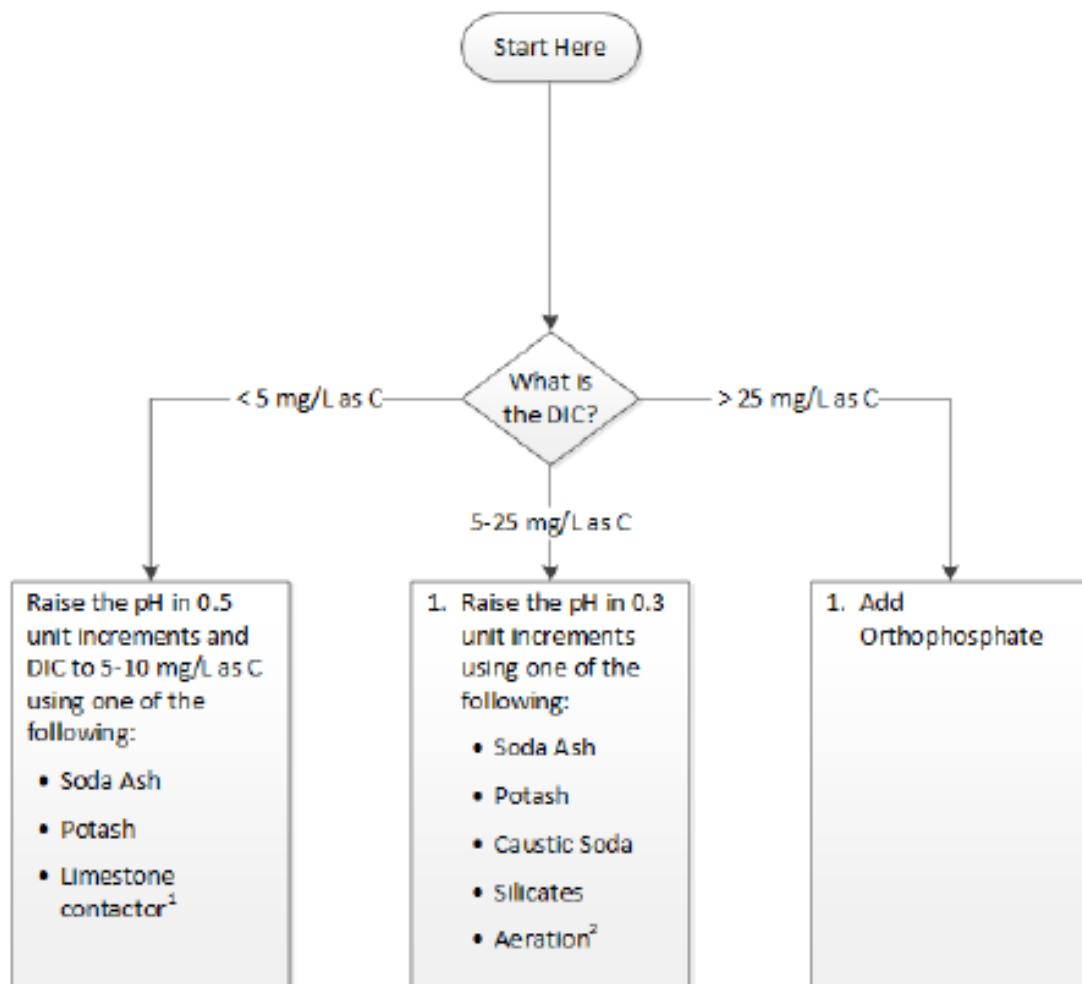 Start Here
What is
the DIC?
< 5 mg/L as C
> 25 mg/L as C
5-25 mg/L as C
Raise the pH in 0.5
unit increments and
DIC to 5-10 mg/L as C
using one of the
following:
• Soda Ash
• Potash
• Limestone
contactor¹
1. Raise the pH in 0.3
unit increments
using one of the
following:
• Soda Ash
• Potash
• Caustic Soda
• Silicates
• Aeration²
1. Add
Orthophosphate